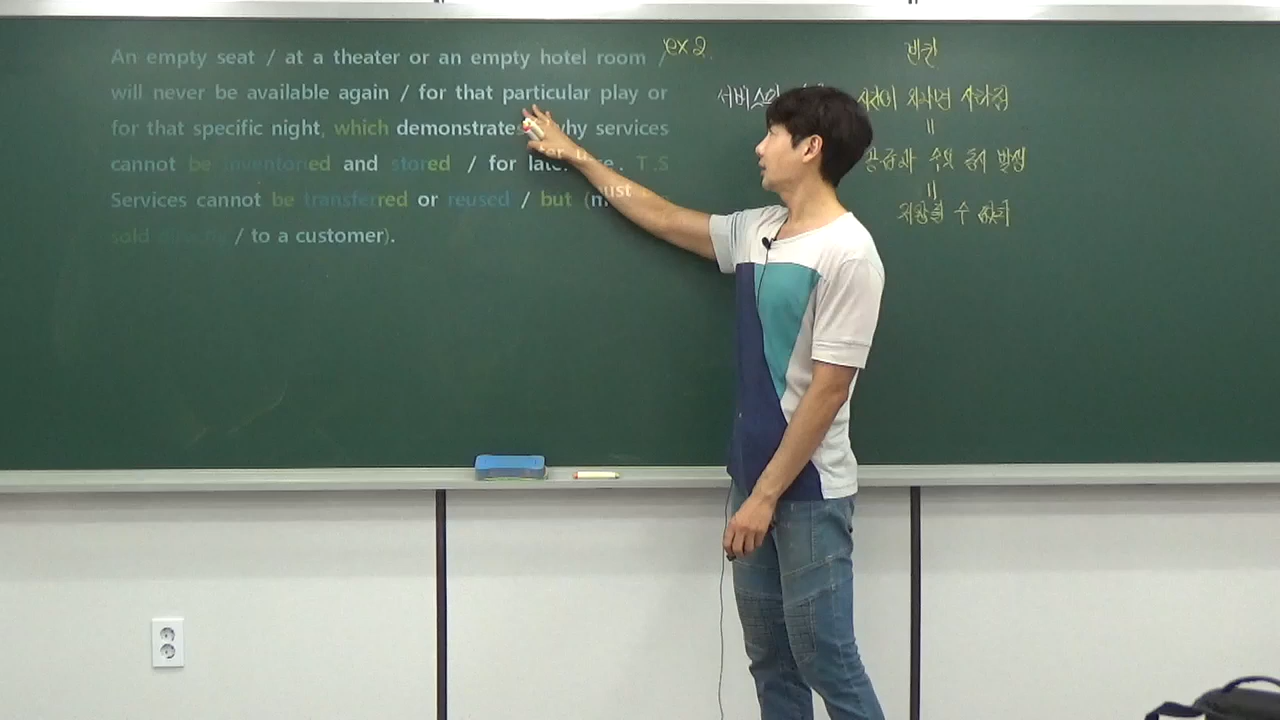 An empty seat / at a theater or an empty hotel room / ex 2.
will never be available again / for that particular play or
for that specific night, which demonstrates why services
cannot be inventoried and stored / for later use. T.S
Services cannot be transferred or reused / but (must
sold directly / to a customer).
빈칸
서버스의 시간이 지나면 사라짐
=
공급과 수요 동시 발생
=
저장할 수 없다